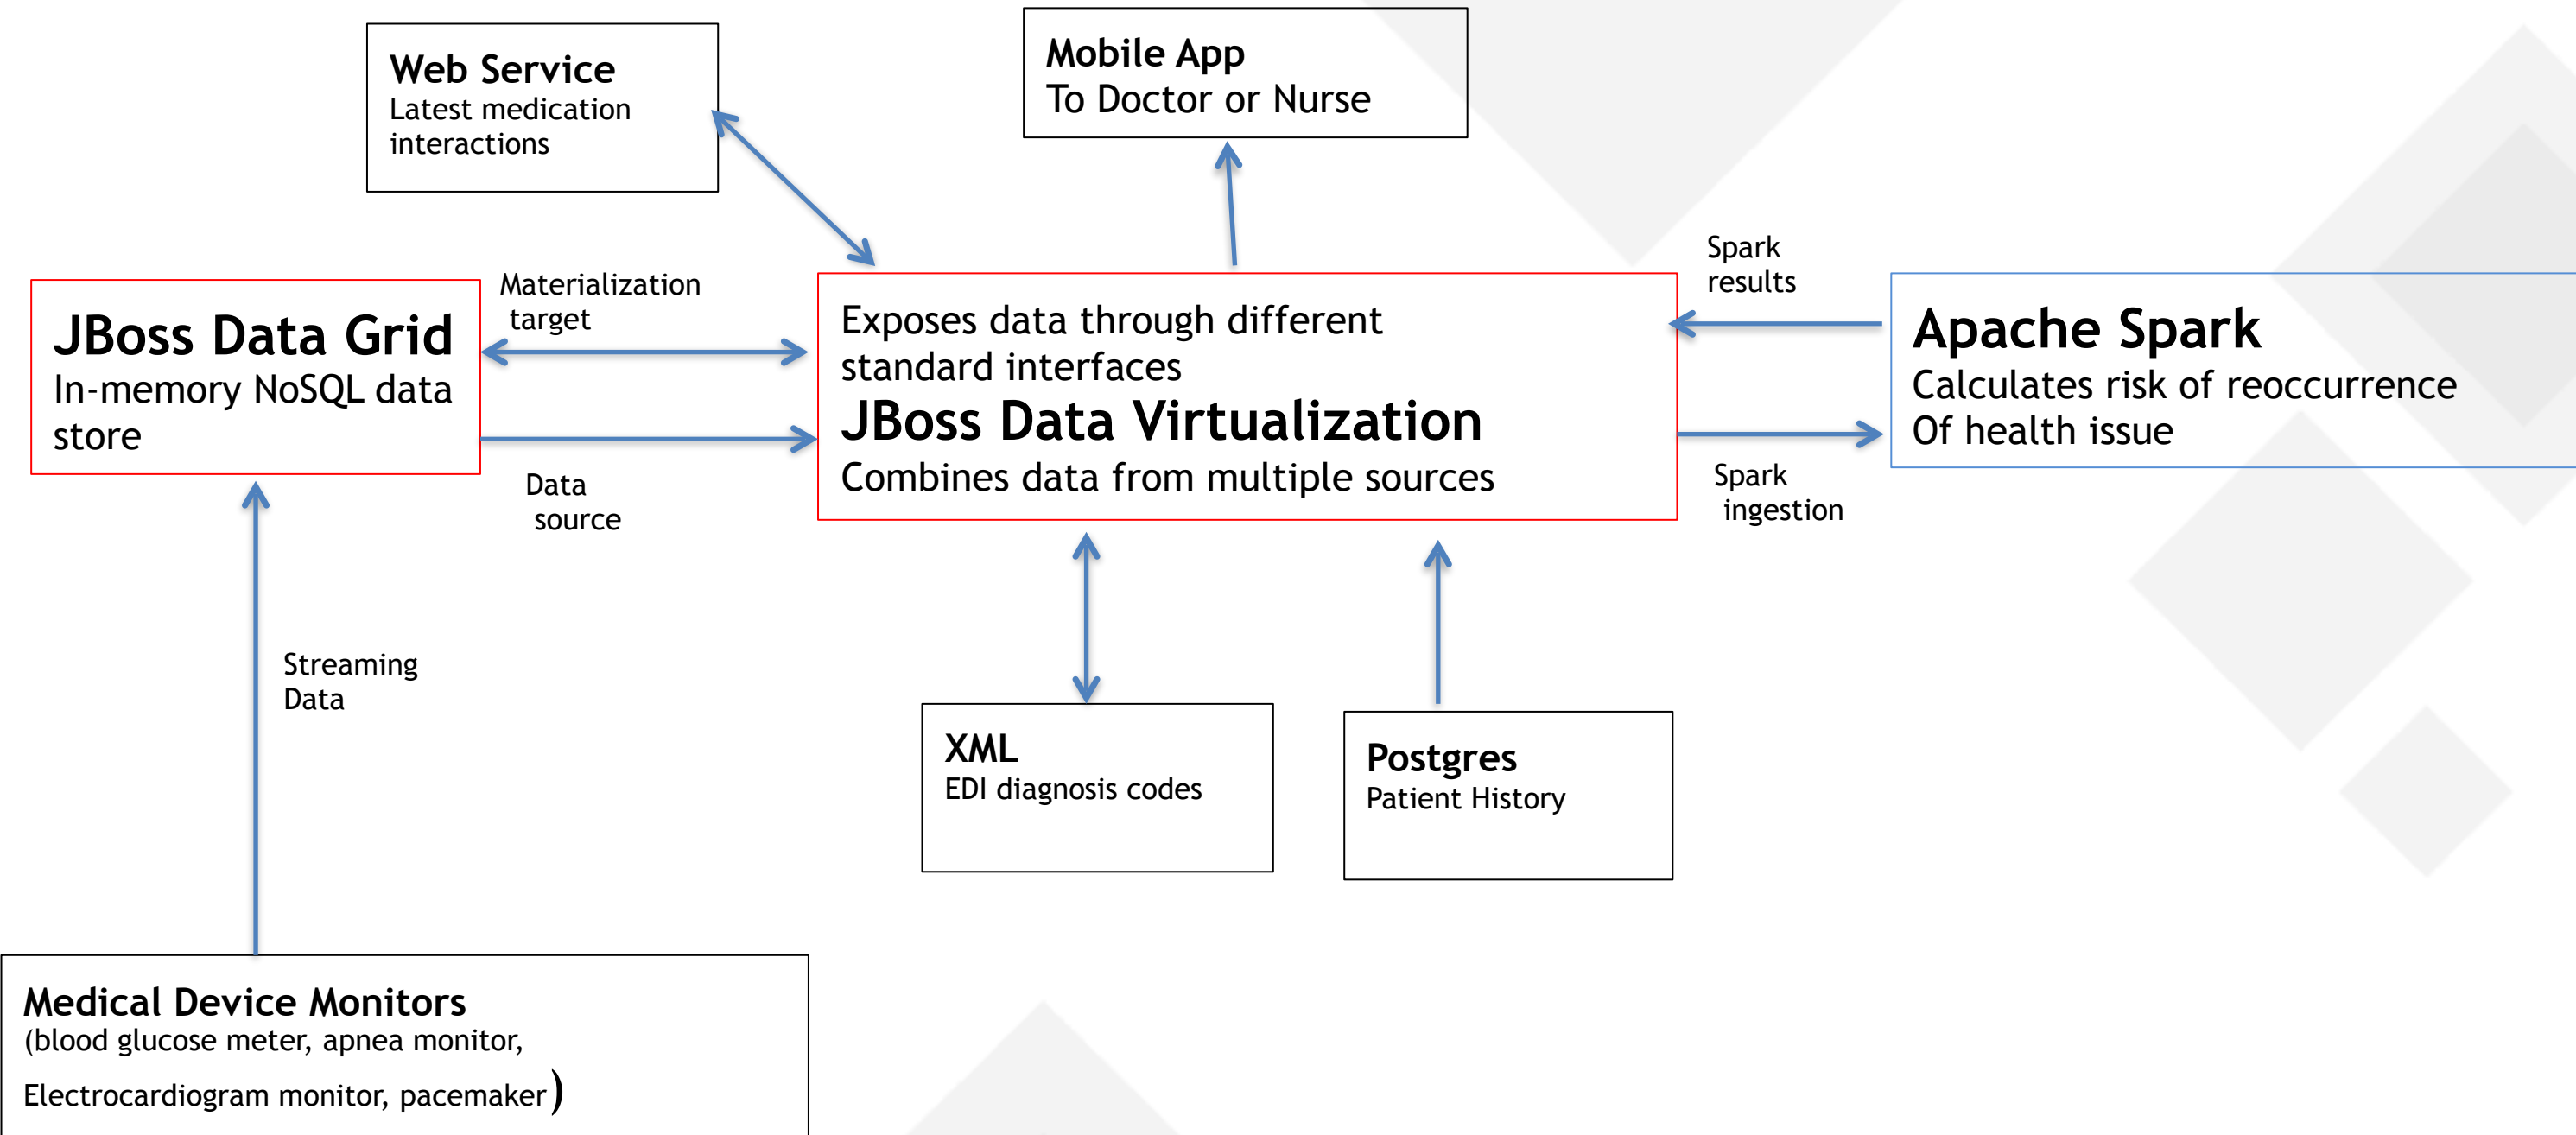 Web Service
Latest medication
interactions
Mobile App
To Doctor or Nurse
JBoss Data Grid
In-memory NoSQL data
store
Materialization
target
Data
source
Exposes data through different
standard interfaces
JBoss Data Virtualization
Combines data from multiple sources
Spark
results
Spark
ingestion
Apache Spark
Calculates risk of reoccurrence
Of health issue
Streaming
Data
XML
EDI diagnosis codes
Postgres
Patient History
Medical Device Monitors
(blood glucose meter, apnea monitor,
Electrocardiogram monitor, pacemaker)